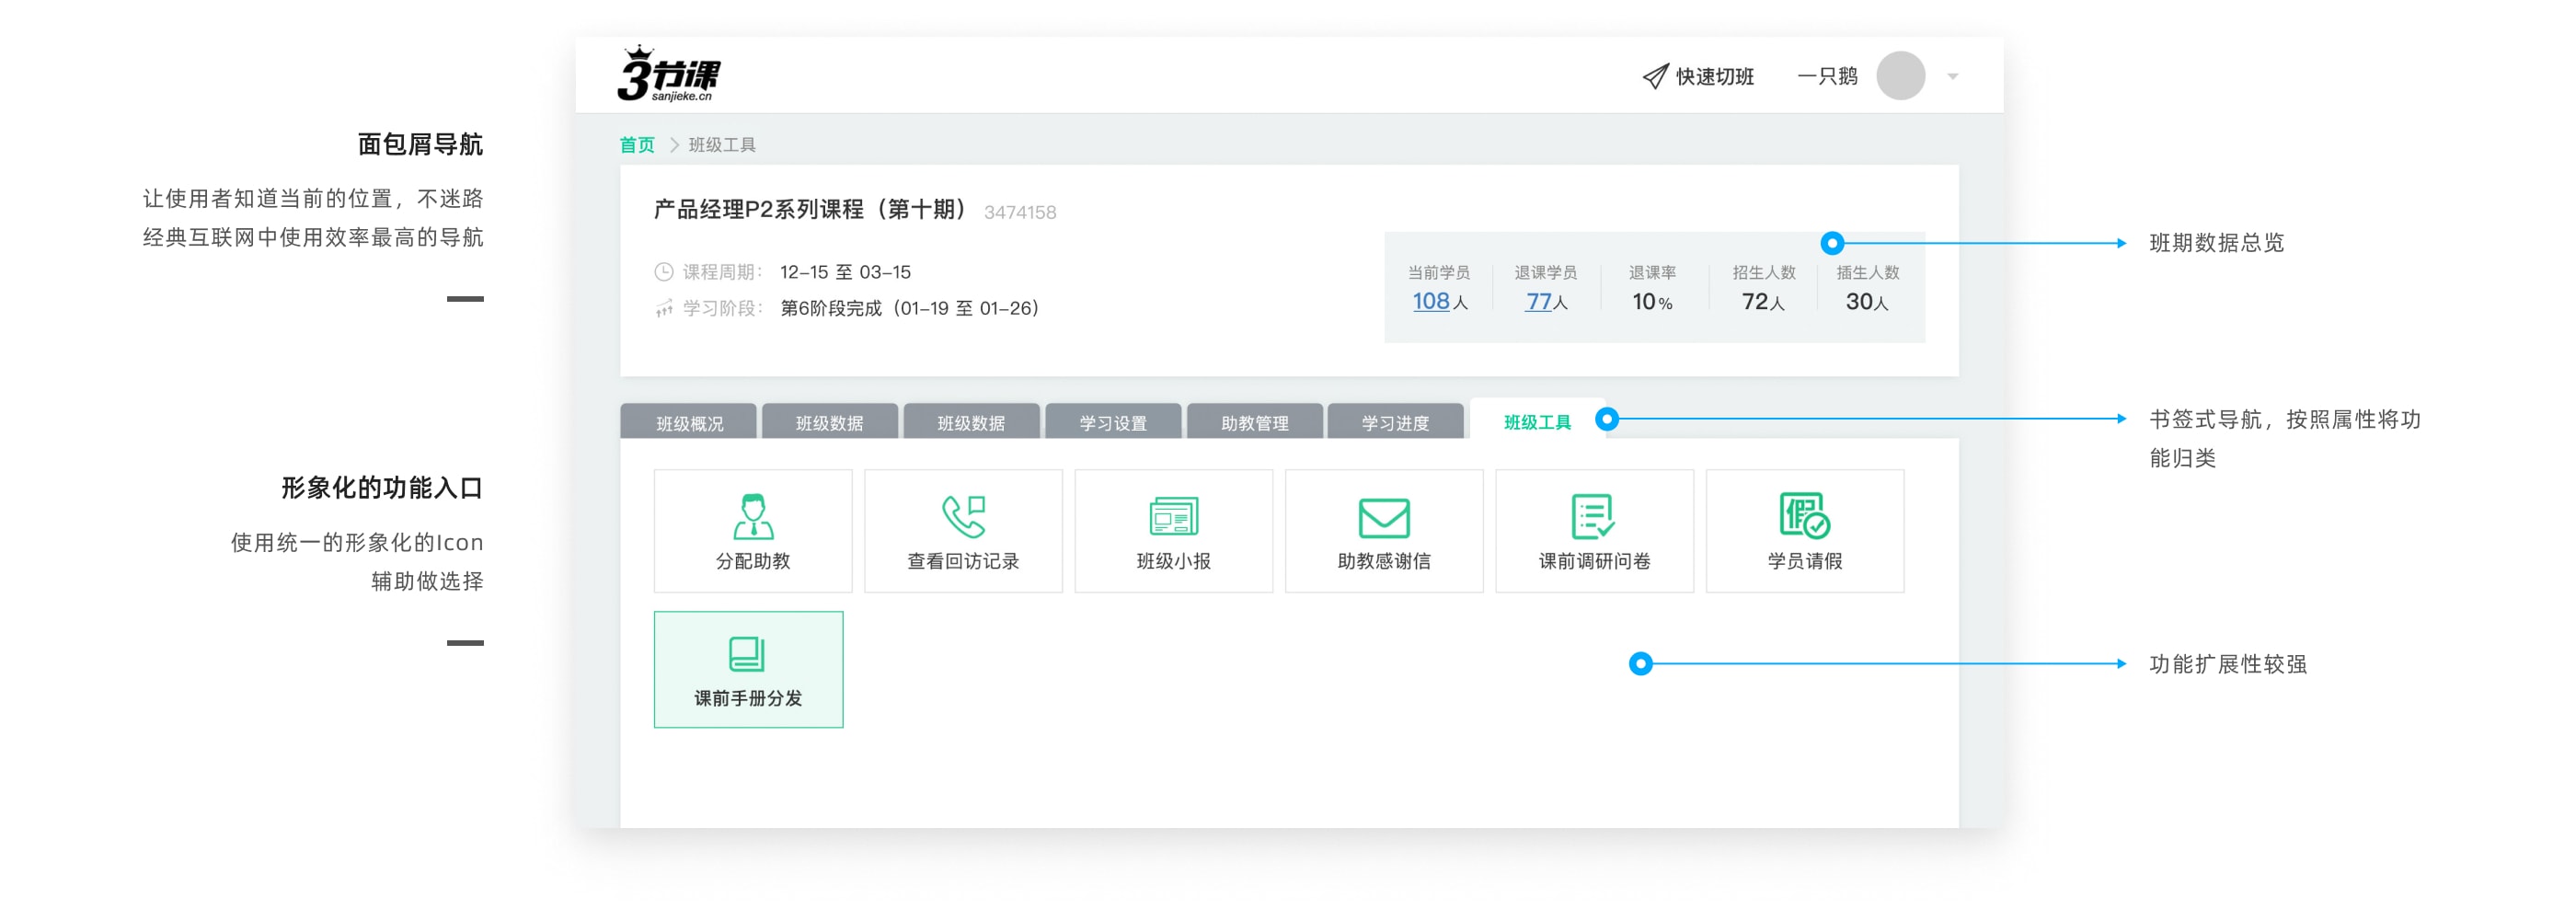 面包屑导航
让使用者知道当前的位置，不迷路
经典互联网中使用效率最高的导航
形象化的功能入口
使用统一的形象化的Icon
辅助做选择
3节课
sanjieke.cn
快速切班
一只鹅
首页 > 班级工具
产品经理P2系列课程（第十期） 3474158
课程周期： 12-15 至 03-15
学习阶段： 第6阶段完成（01-19 至 01-26）
当前学员 退课学员 退课率 招生人数 插生人数
108人 77人 10% 72人 30人
班级概况 班级数据 班级数据 学习设置 助教管理 学习进度 班级工具
分配助教 查看回访记录 班级小报 助教感谢信 课前调研问卷 假 学员请假
课前手册分发
班期数据总览
书签式导航，按照属性将功
能归类
功能扩展性较强